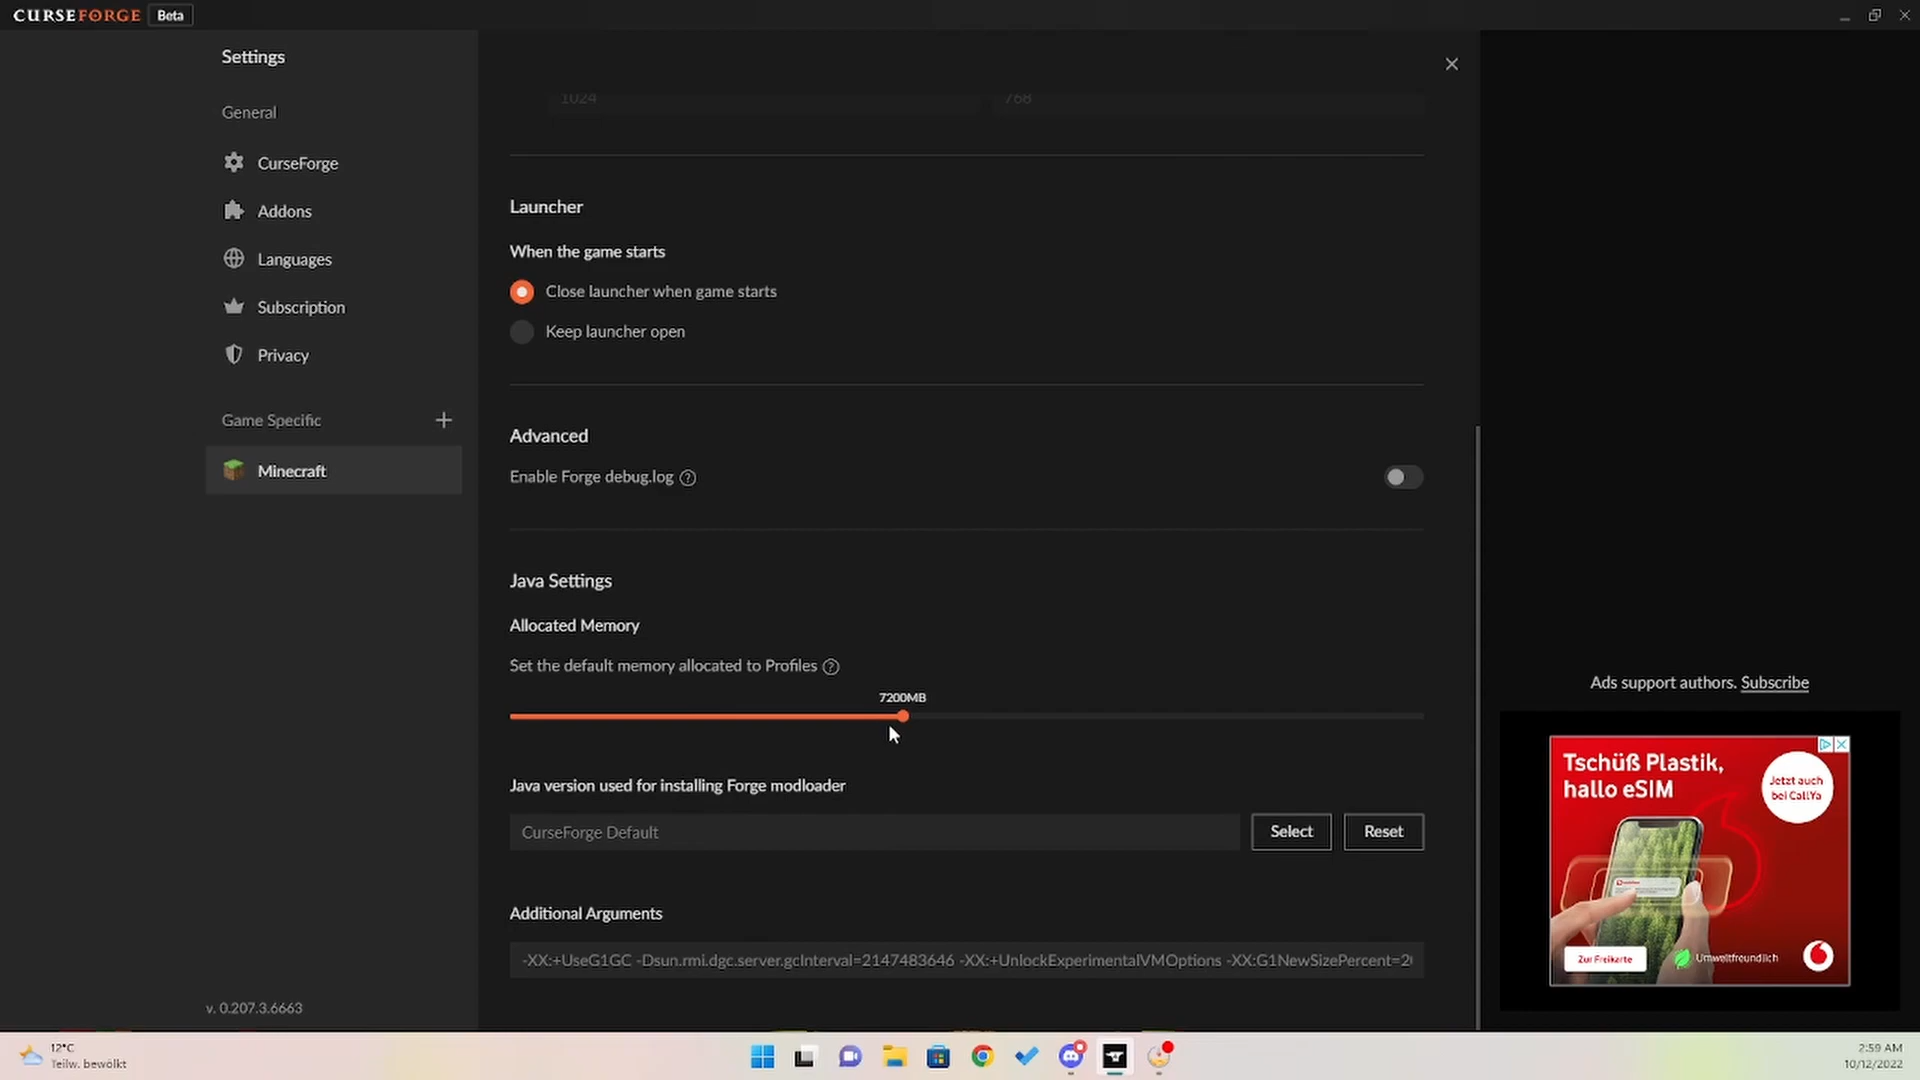 CURSEFORGE Beta
Settings
General
CurseForge
Addons
Languages
Subscription
Privacy
Game Specific
Minecraft
v. 0.207.3.6663
1024 768
Launcher
When the game starts
Close launcher when game starts
Keep launcher open
Advanced
Enable Forge debug.log ?
Java Settings
Allocated Memory
Set the default memory allocated to Profiles ?
7200MB
Java version used for installing Forge modloader
CurseForge Default Select Reset
Additional Arguments
-XX:+UseG1GC -Dsun.rmi.dgc.server.gcInterval=2147483646 -XX:+UnlockExperimentalVMOptions -XX:G1NewSizePercent=2
Ads support authors. Subscribe
Tschüß Plastik,
hallo eSIM
Jetzt auch
bei CallYa
Zur Freikarte
Umweltfreundlich
12°C
Teilw. bewölkt
2:59 AM
10/12/2022